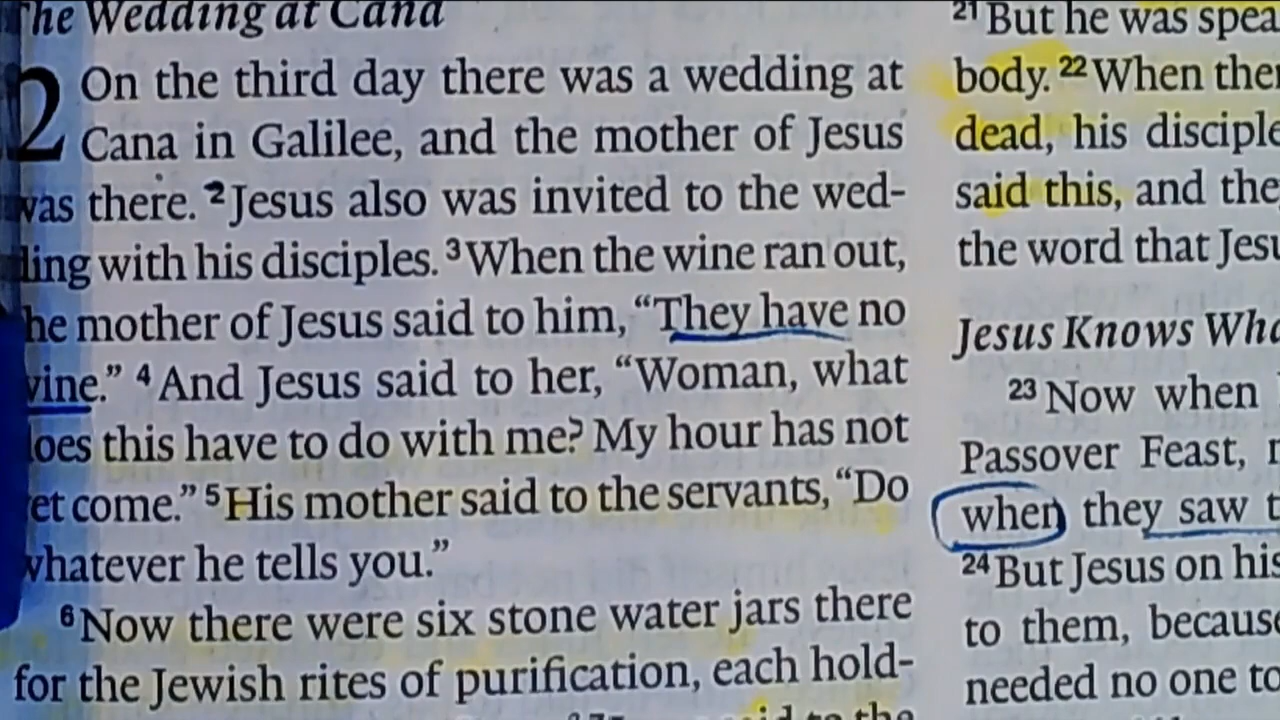 The Wedding at Cana
2 On the third day there was a wedding at
Cana in Galilee, and the mother of Jesus
was there. 2 Jesus also was invited to the wed-
ding with his disciples. 3 When the wine ran out,
he mother of Jesus said to him, “They have no
wine.” 4 And Jesus said to her, “Woman, what
does this have to do with me? My hour has not
yet come.” 5 His mother said to the servants, “Do
whatever he tells you.”
6 Now there were six stone water jars there
for the Jewish rites of purification, each hold-
said to the
21 But he was spea
body. 22 When ther
dead, his disciple
said this, and the
the word that Jesu
Jesus Knows Wha
23 Now when
Passover Feast,
when they saw t
24 But Jesus on his
to them, because
needed no one to